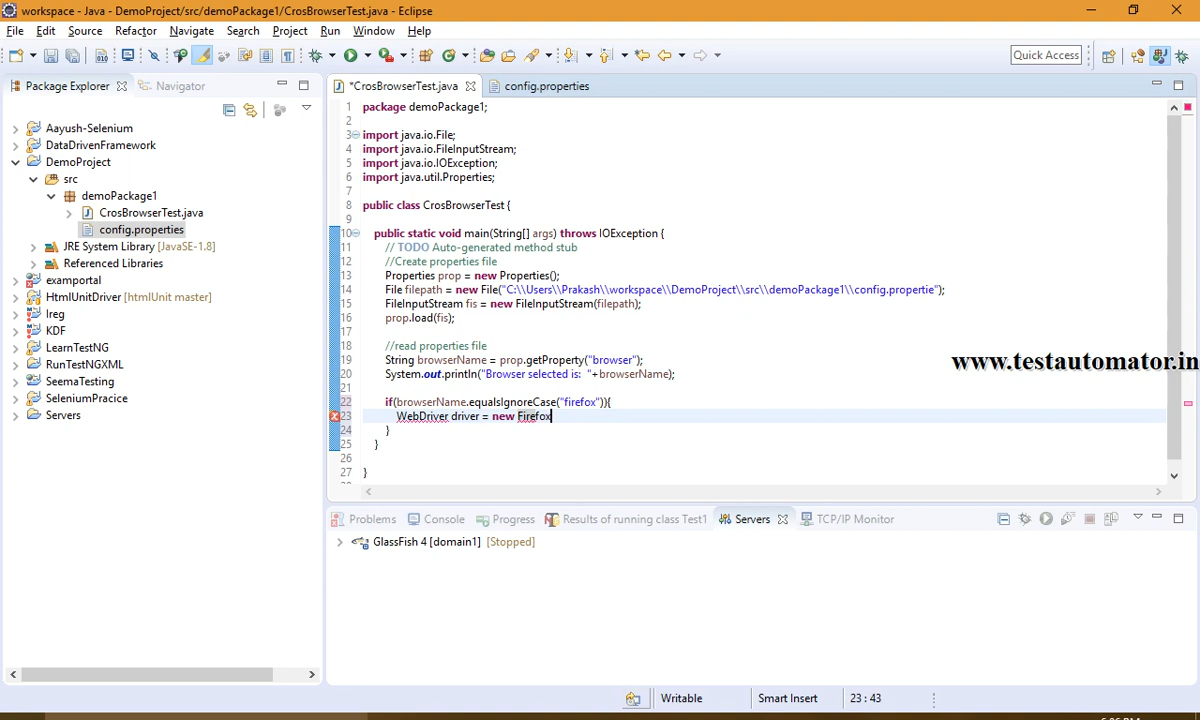 workspace - Java - DemoProject/src/demoPackage1/CrosBrowserTest.java - Eclipse
File Edit Source Refactor Navigate Search Project Run Window Help
Quick Access
Package Explorer Navigator
*CrosBrowserTest.java config.properties
Aayush-Selenium
DataDrivenFramework
DemoProject
src
demoPackage1
CrosBrowserTest.java
config.properties
JRE System Library [JavaSE-1.8]
Referenced Libraries
examportal
HtmlUnitDriver [htmlUnit master]
Ireg
KDF
LearnTestNG
RunTestNGXML
SeemaTesting
SeleniumPracice
Servers
1 package demoPackage1;
2
3 import java.io.File;
4 import java.io.FileInputStream;
5 import java.io.IOException;
6 import java.util.Properties;
7
8 public class CrosBrowserTest {
9
10 public static void main(String[] args) throws IOException {
11 // TODO Auto-generated method stub
12 //Create properties file
13 Properties prop = new Properties();
14 File filepath = new File("C:\\Users\\Prakash\\workspace\\DemoProject\\src\\demoPackage1\\config.propertie");
15 FileInputStream fis = new FileInputStream(filepath);
16 prop.load(fis);
17
18 //read properties file
19 String browserName = prop.getProperty("browser");
20 System.out.println("Browser selected is:  "+browserName);
21
22 if(browserName.equalsIgnoreCase("firefox")){
23 WebDriver driver = new Firefox
24 }
25 }
26
27 }
www.testautomator.in
Problems Console Progress Results of running class Test1 Servers TCP/IP Monitor
GlassFish 4 [domain1] [Stopped]
Writable Smart Insert 23 : 43